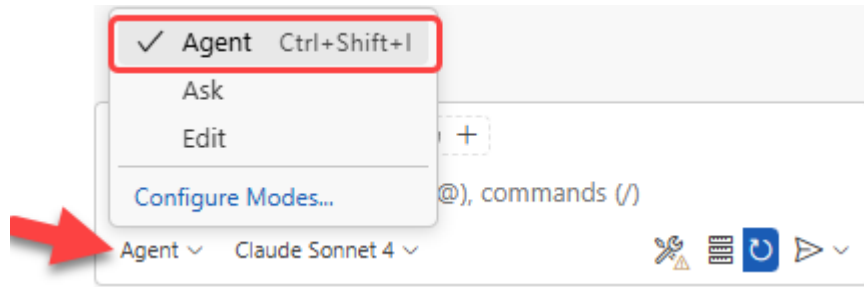 Agent Ctrl+Shift+I
Ask
Edit
+
Configure Modes...
@), commands (/)
Agent Claude Sonnet 4